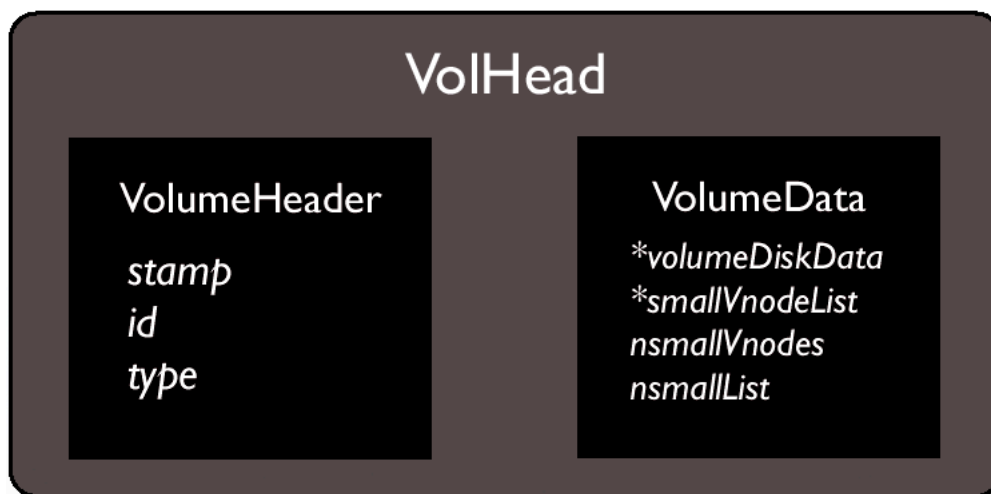 VolHead
VolumeHeader
stamp
id
type
VolumeData
*volumeDiskData
*smallVnodeList
nsmallVnodes
nsmallList